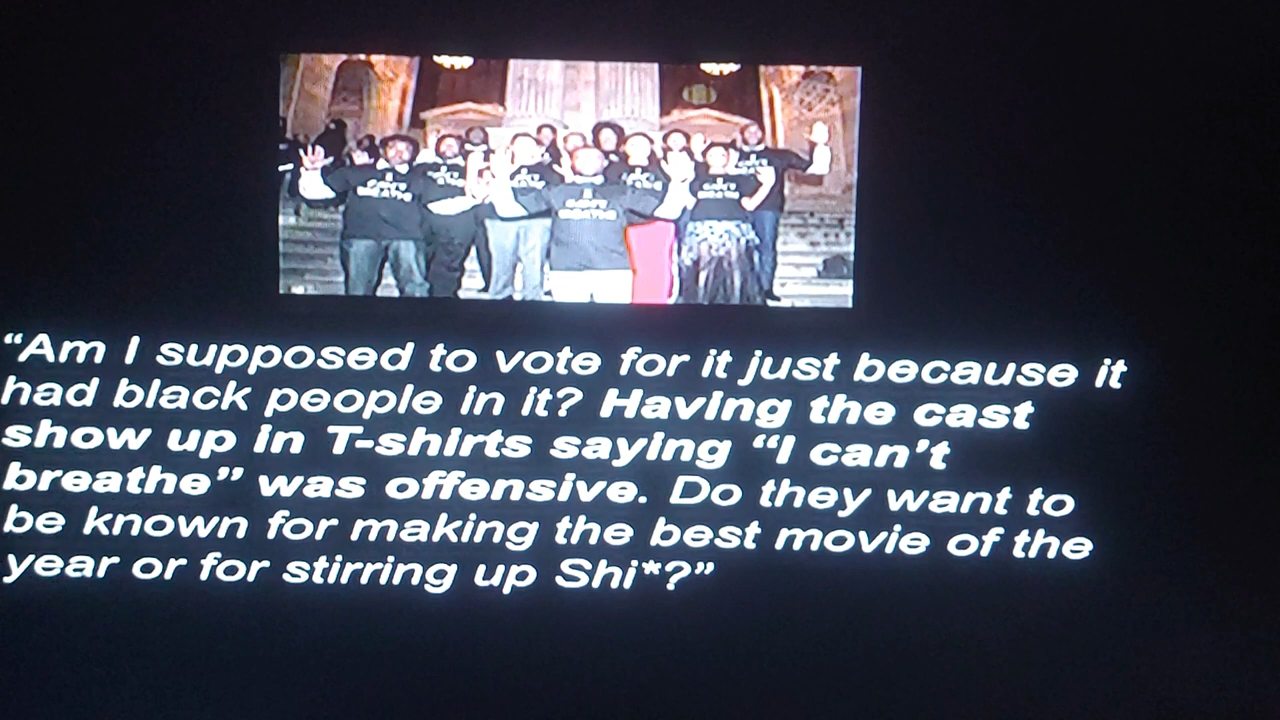 I
CAN'T
BREATHE
“Am I supposed to vote for it just because it
had black people in it? Having the cast
show up in T-shirts saying “I can’t
breathe” was offensive. Do they want to
be known for making the best movie of the
year or for stirring up Shi*?”